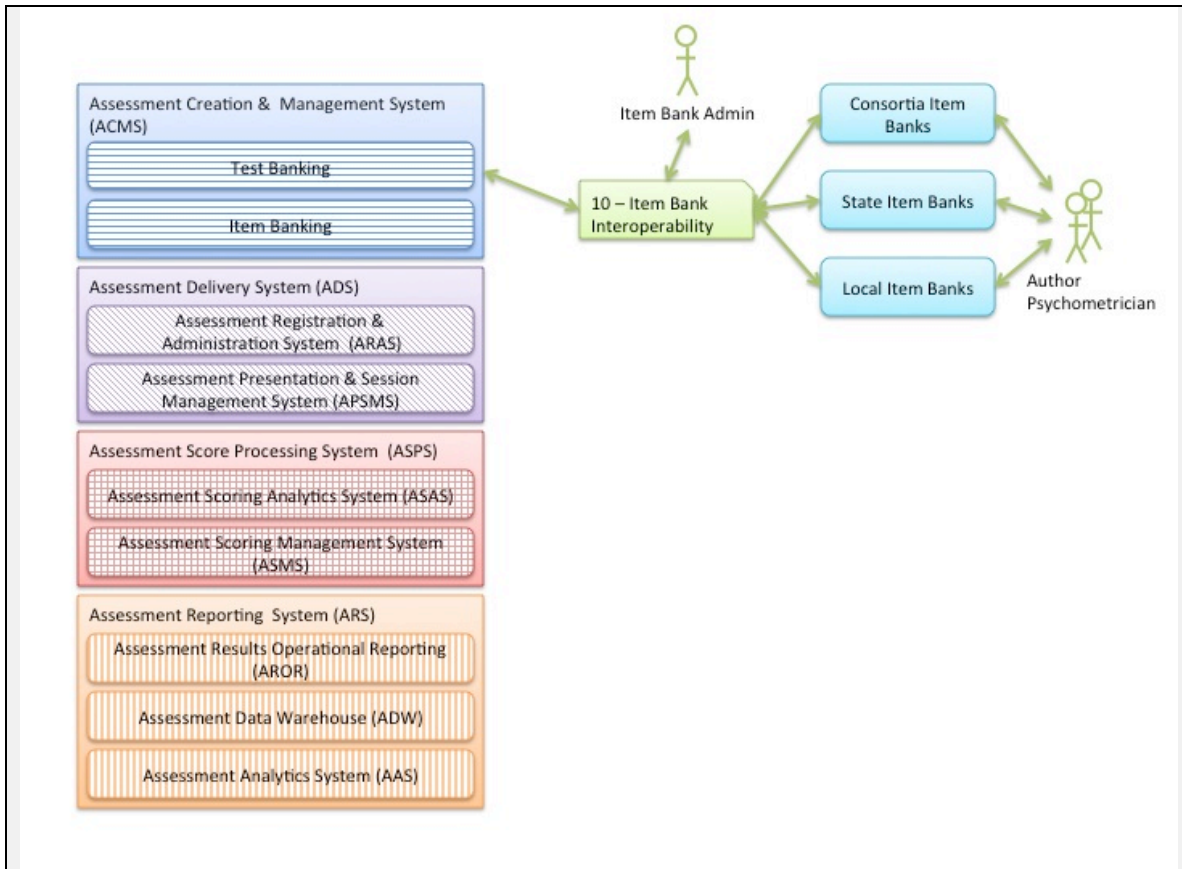 Assessment Creation & Management System
(ACMS)
Test Banking
Item Banking
Assessment Delivery System (ADS)
Assessment Registration &
Administration System (ARAS)
Assessment Presentation & Session
Management System (APSMS)
Assessment Score Processing System (ASPS)
Assessment Scoring Analytics System (ASAS)
Assessment Scoring Management System
(ASMS)
Assessment Reporting System (ARS)
Assessment Results Operational Reporting
(AROR)
Assessment Data Warehouse (ADW)
Assessment Analytics System (AAS)
Item Bank Admin
10 – Item Bank
Interoperability
Consortia Item
Banks
State Item Banks
Local Item Banks
Author
Psychometrician